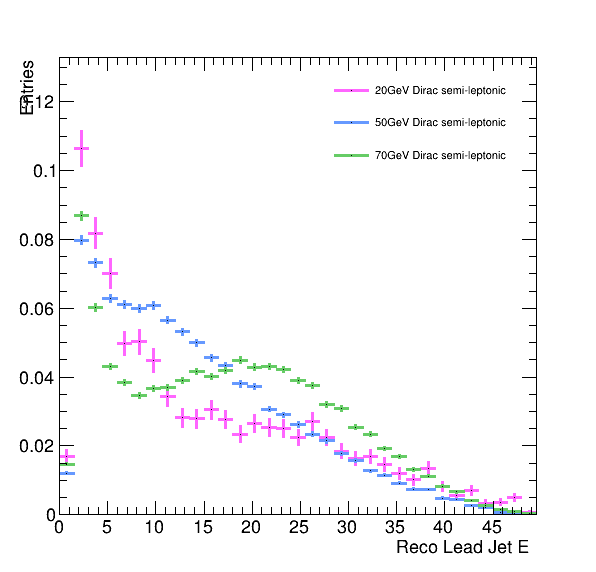 Entries
0.12
0.1
0.08
0.06
0.04
0.02
0
20GeV Dirac semi-leptonic
50GeV Dirac semi-leptonic
70GeV Dirac semi-leptonic
0 5 10 15 20 25 30 35 40 45
Reco Lead Jet E